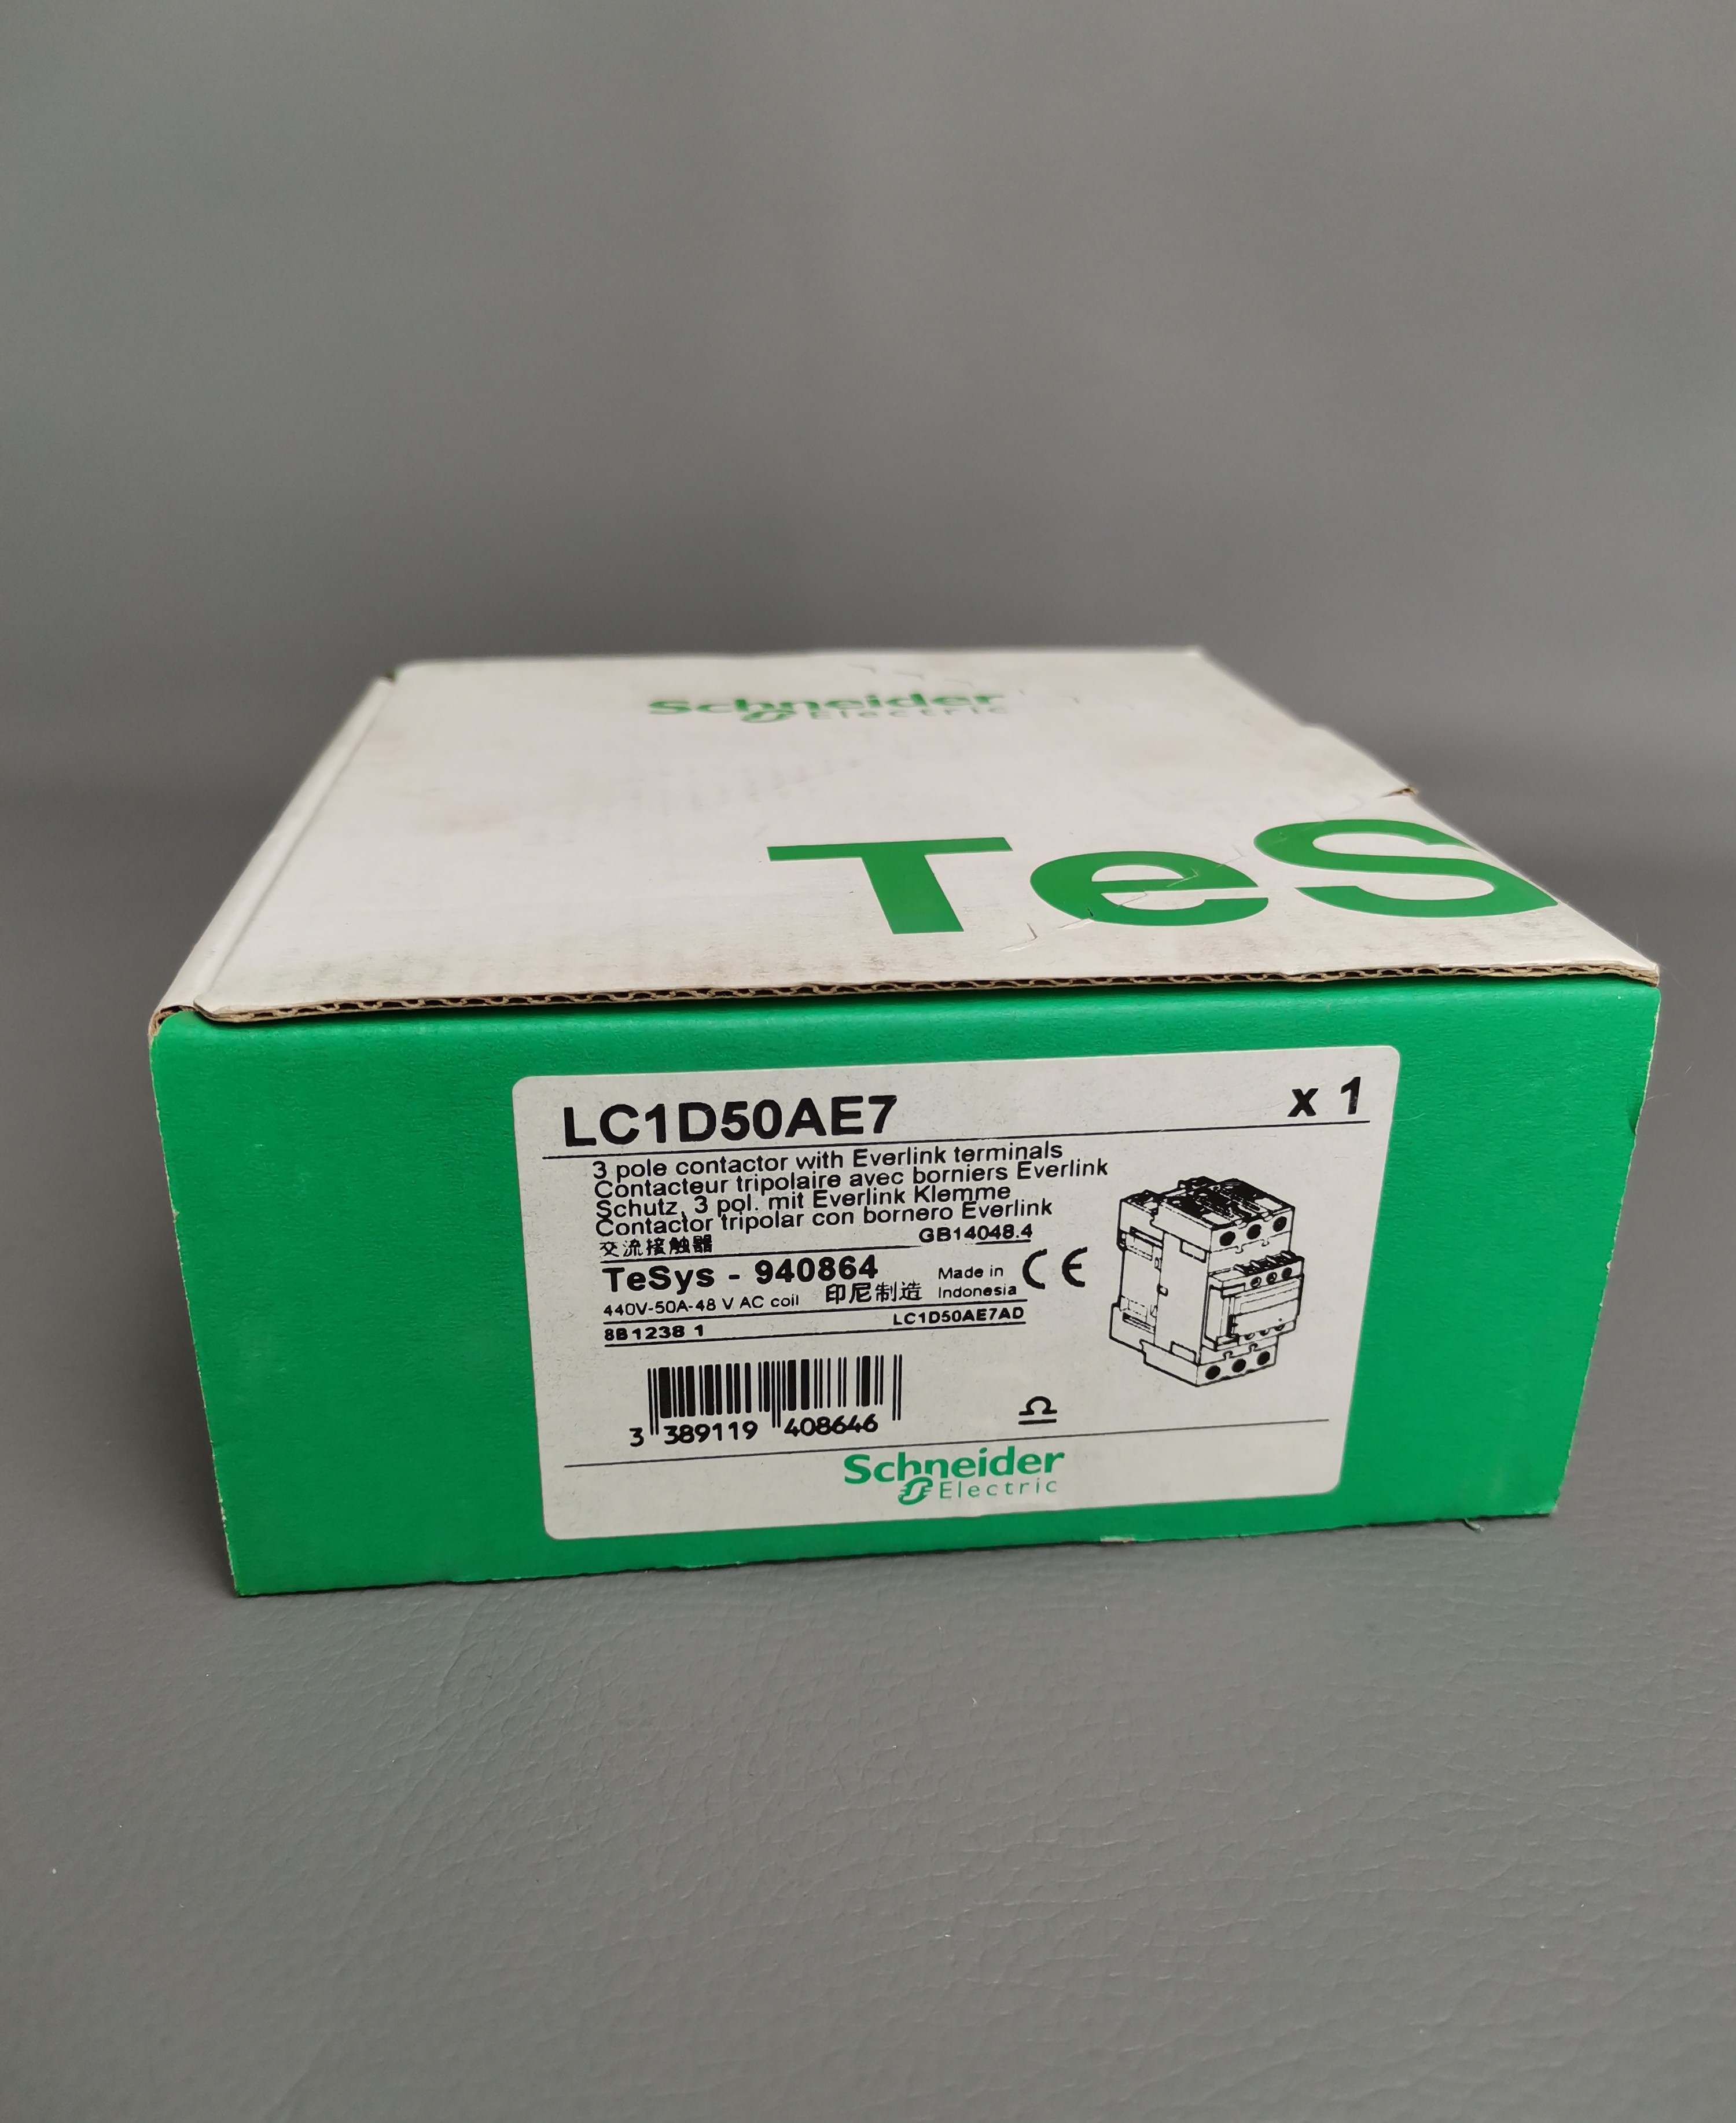 Schneider
Electric
TeS
LC1D50AE7
x 1
3 pole contactor with Everlink terminals
Contacteur tripolaire avec borniers Everlink
Schutz, 3 pol. mit Everlink Klemme
Contactor tripolar con bornero Everlink
交流接触器
GB14048.4
TeSys - 940864
Made in
Indonesia
CE
440V-50A-48 V AC coil
印尼制造
8B1238 1
LC1D50AE7AD
3 389119 408646
Schneider
Electric